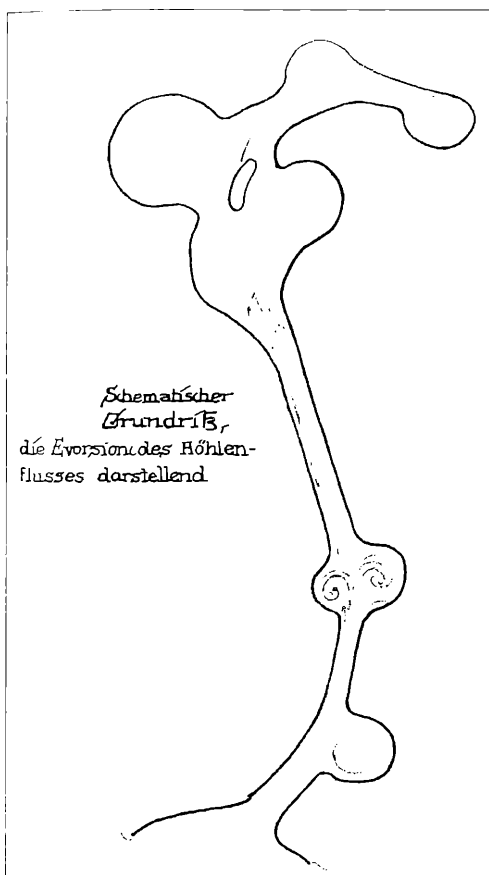 Schematischer
Grundriß,
die Evorsion des Höhlen-
flusses darstellend